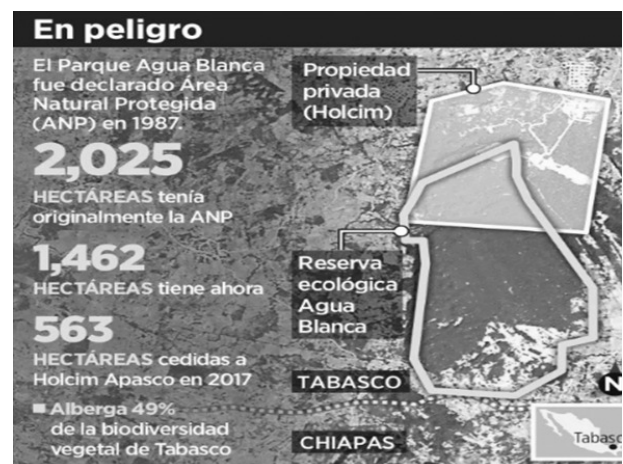 En peligro
El Parque Agua Blanca
fue declarado Área
Natural Protegida
(ANP) en 1987.
2,025
HECTÁREAS tenía
originalmente la ANP
1,462
HECTÁREAS tiene ahora
563
HECTÁREAS cedidas a
Holcim Apasco en 2017
Alberga 49%
de la biodiversidad
vegetal de Tabasco
Propiedad
privada
(Holcim)
Reserva
ecológica
Agua
Blanca
TABASCO
CHIAPAS
N
Tabasc